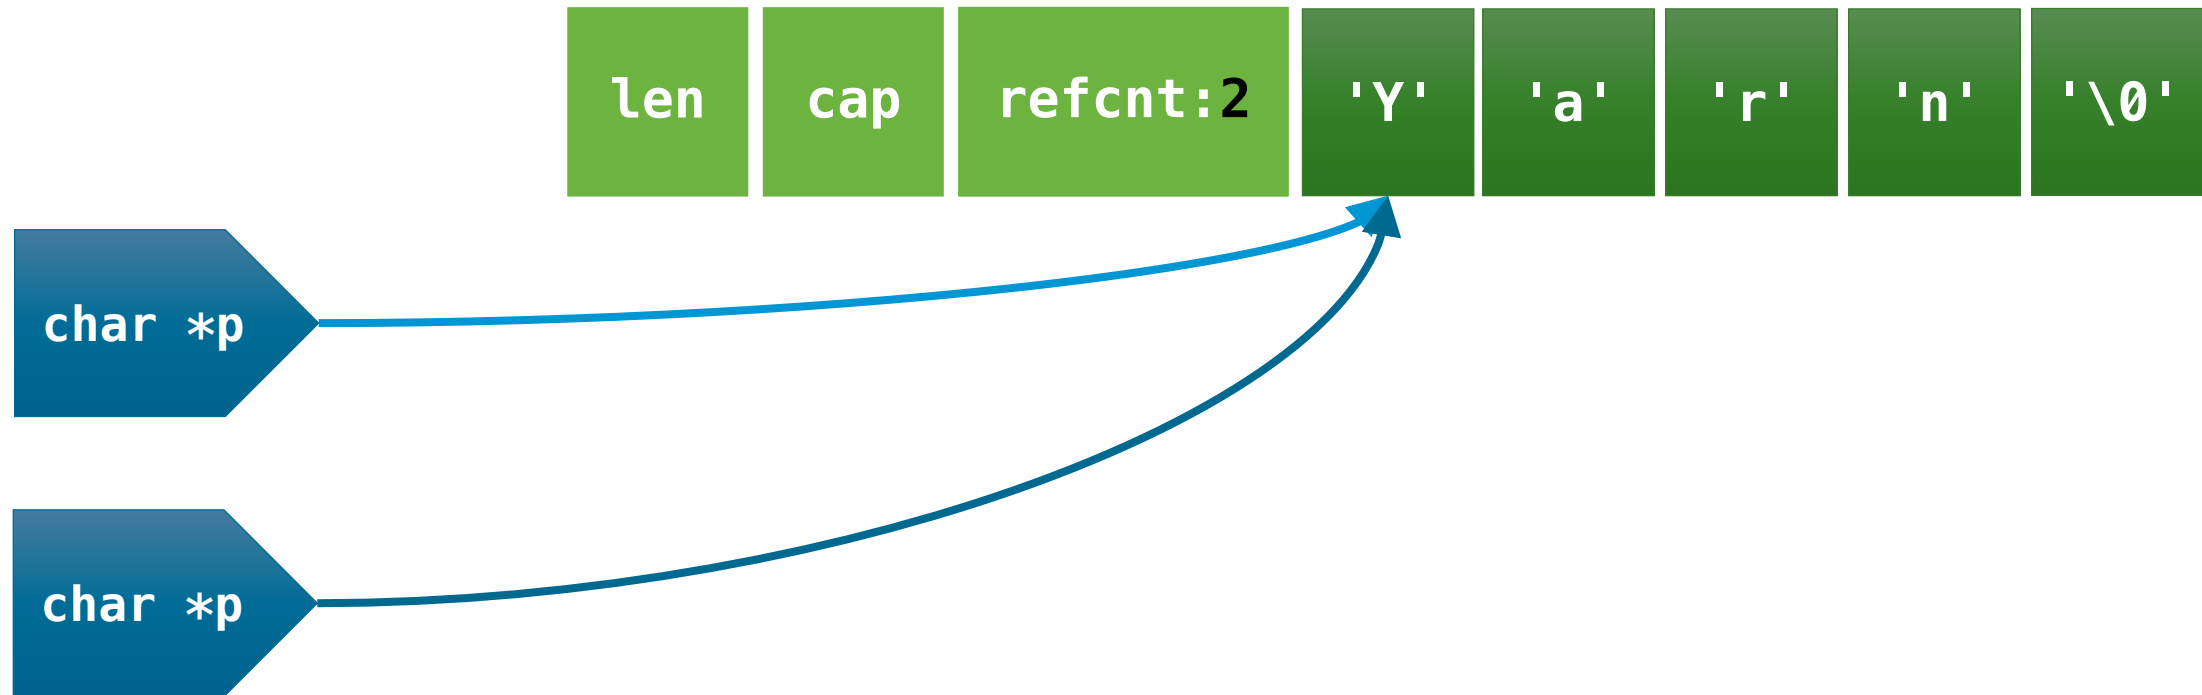 len cap refcnt:2 'Y' 'a' 'r' 'n' '\0'
char *p
char *p